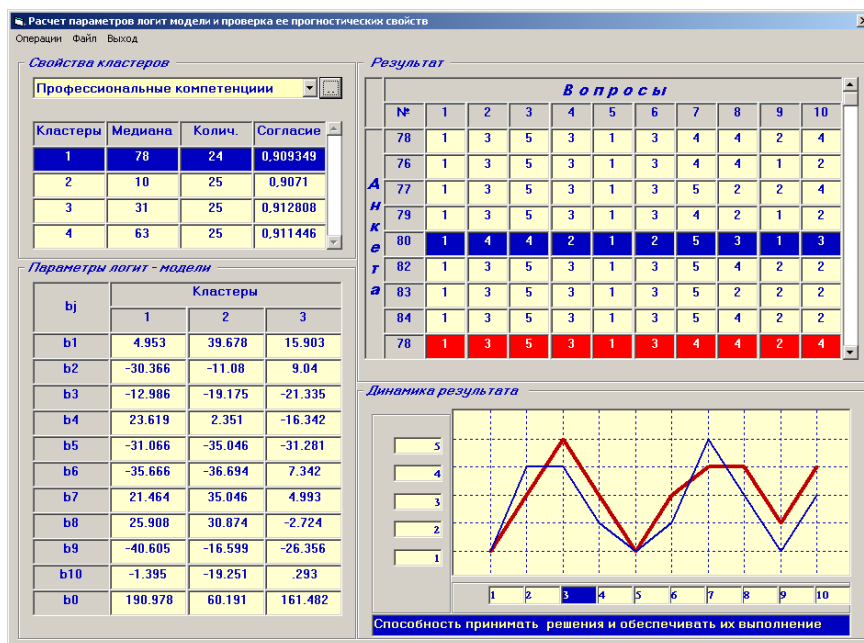 Расчет параметров логит модели и проверка ее прогностических свойств
Операции Файл Выход
Свойства кластеров
Профессиональные компетенциии ..
Кластеры Медиана Колич. Согласие
1 78 24 0,909349
2 10 25 0,9071
3 31 25 0,912808
4 63 25 0,911446
Параметры логит - модели
bj Кластеры
1 2 3
b1 4.953 39.678 15.903
b2 -30.366 -11.08 9.04
b3 -12.986 -19.175 -21.335
b4 23.619 2.351 -16.342
b5 -31.066 -35.046 -31.281
b6 -35.666 -36.694 7.342
b7 21.464 35.046 4.993
b8 25.908 30.874 -2.724
b9 -40.605 -16.599 -26.356
b10 -1.395 -19.251 .293
b0 190.978 60.191 161.482
Результат
Вопросы
№ 1 2 3 4 5 6 7 8 9 10
Анкета
78 1 3 5 3 1 3 4 4 2 4
76 1 3 5 3 1 3 4 4 1 2
77 1 3 5 3 1 3 5 2 2 4
79 1 3 5 3 1 3 4 2 1 2
80 1 4 4 2 1 2 5 3 1 3
82 1 3 5 3 1 3 5 4 2 2
83 1 3 5 3 1 3 5 2 2 2
84 1 3 5 3 1 3 5 4 2 2
78 1 3 5 3 1 3 4 4 2 4
Динамика результата
5
4
3
2
1
1 2 3 4 5 6 7 8 9 10
Способность принимать решения и обеспечивать их выполнение